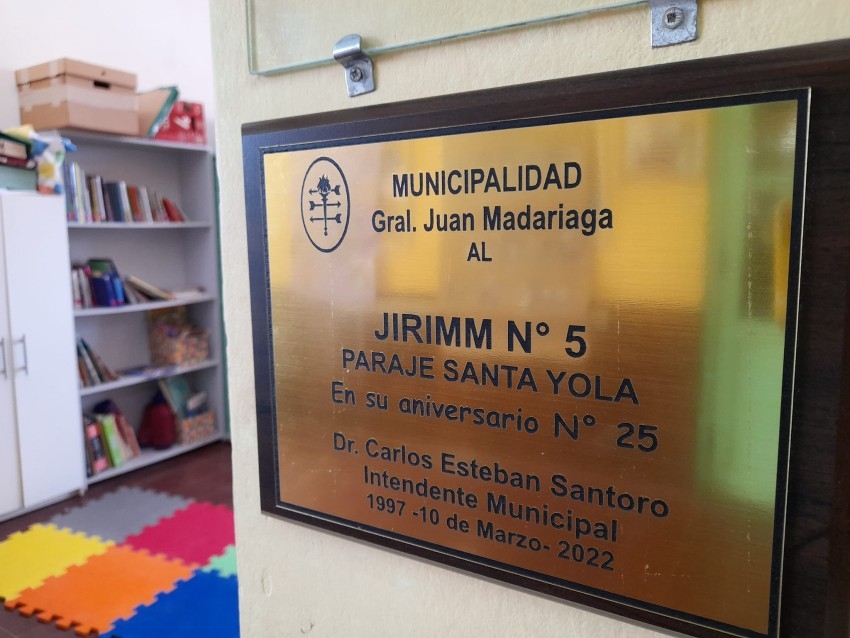 MUNICIPALIDAD
Gral. Juan Madariaga
AL
JIRIMM N° 5
PARAJE SANTA YOLA
En su aniversario N° 25
Dr. Carlos Esteban Santoro
Intendente Municipal
1997 -10 de Marzo- 2022